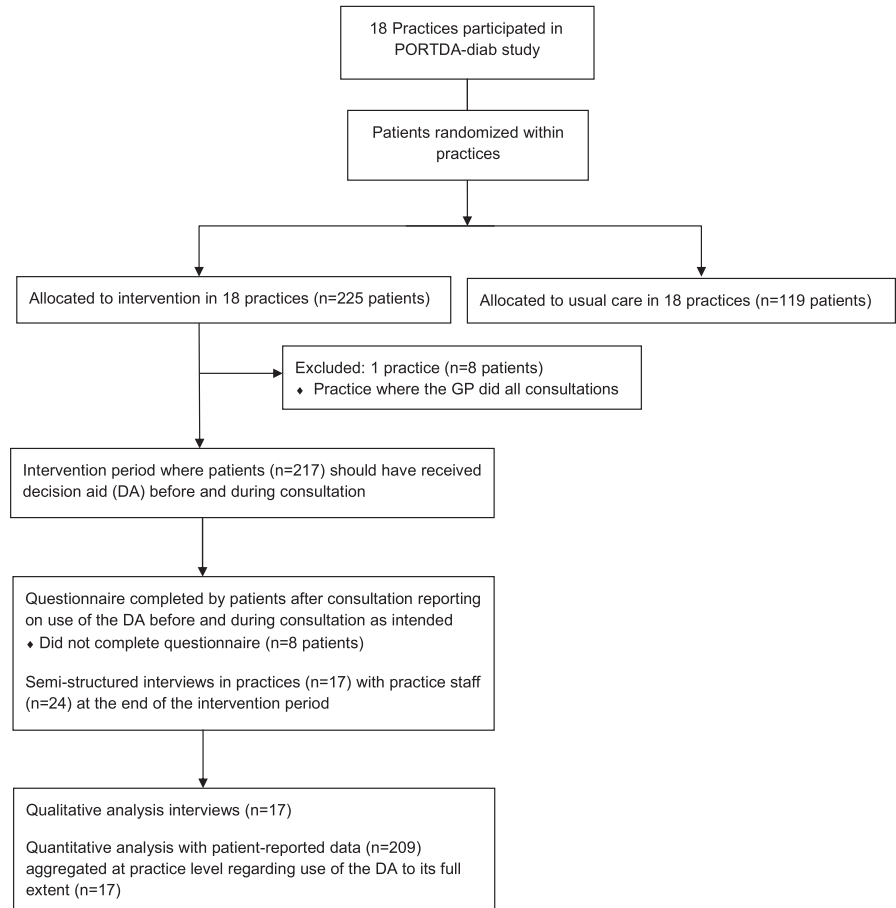 18 Practices participated in
PORTDA-diab study
Patients randomized within
practices
Allocated to intervention in 18 practices (n=225 patients)
Allocated to usual care in 18 practices (n=119 patients)
Excluded: 1 practice (n=8 patients)
♦ Practice where the GP did all consultations
Intervention period where patients (n=217) should have received
decision aid (DA) before and during consultation
Questionnaire completed by patients after consultation reporting
on use of the DA before and during consultation as intended
♦ Did not complete questionnaire (n=8 patients)
Semi-structured interviews in practices (n=17) with practice staff
(n=24) at the end of the intervention period
Qualitative analysis interviews (n=17)
Quantitative analysis with patient-reported data (n=209)
aggregated at practice level regarding use of the DA to its full
extent (n=17)